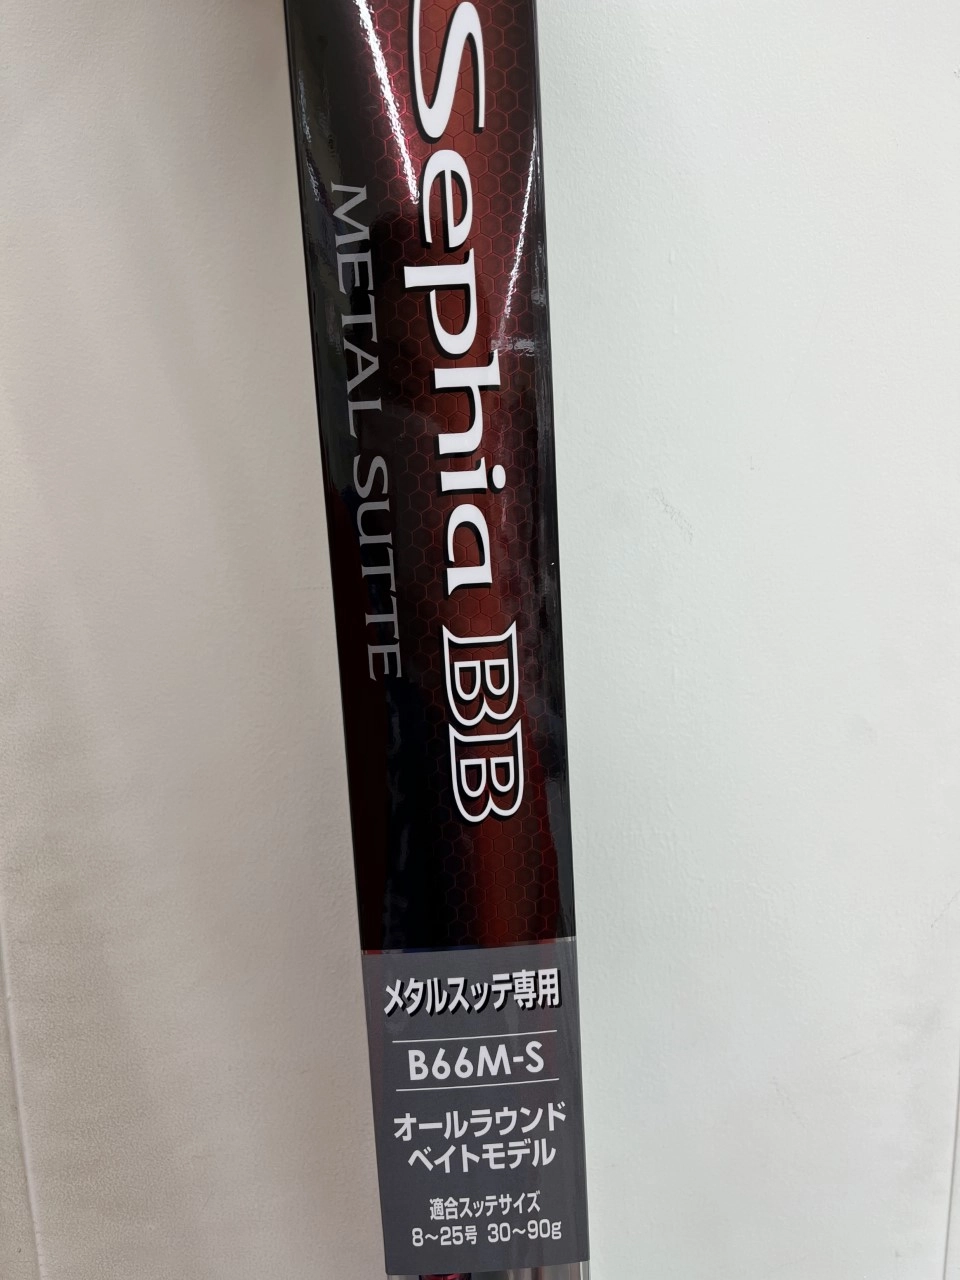 Sephia BB
METAL SUTTE
メタルスッテ専用
B66M-S
オールラウンド
ベイトモデル
適合スッテサイズ
8〜25号 30〜90g